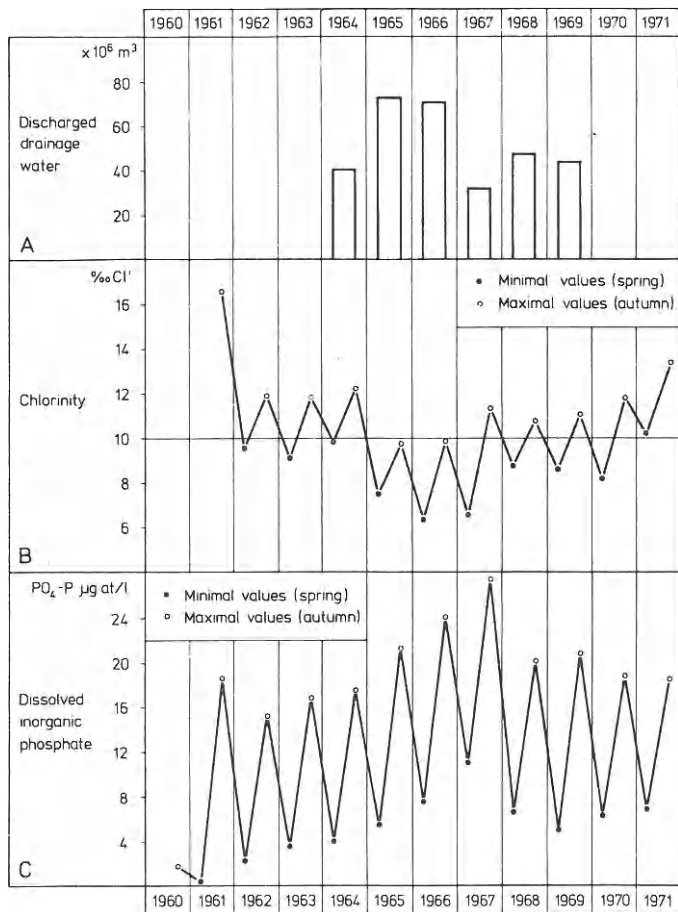 1960 1961 1962 1963 1964 1965 1966 1967 1968 1969 1970 1971
×10⁶ m³
80
60
40
20
Discharged
drainage
water
A
‰Cl'
16
14
12
10
8
6
Minimal values (spring)
Maximal values (autumn)
Chlorinity
B
PO₄-P µg at/l
24
20
16
12
8
4
Minimal values (spring)
Maximal values (autumn)
Dissolved
inorganic
phosphate
C
1960 1961 1962 1963 1964 1965 1966 1967 1968 1969 1970 1971